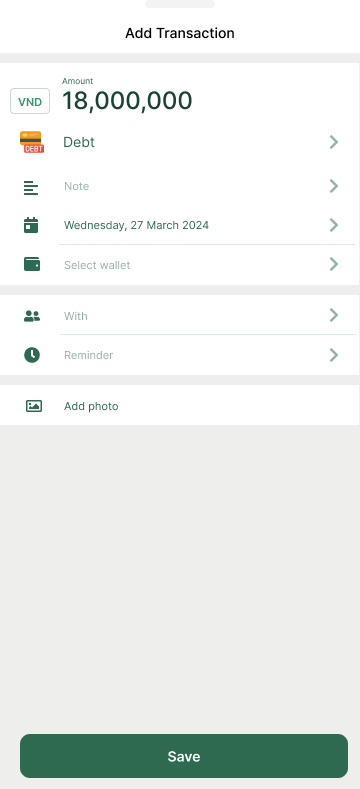 Add Transaction
Amount
VND
18,000,000
DEBT
Debt
Note
Wednesday, 27 March 2024
Select wallet
With
Reminder
Add photo
Save